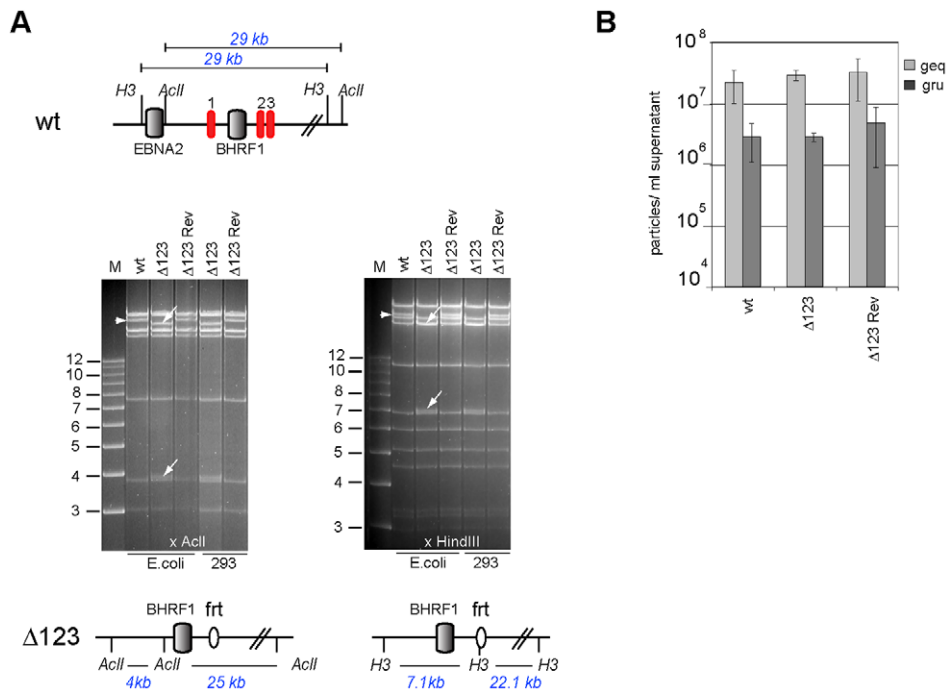 A
29 kb
29 kb
H3 AclI H3 AclI
wt
1 23
EBNA2 BHRF1
M wt Δ123 Δ123 Rev Δ123 Δ123 Rev
12
10
8
7
6
5
4
3
x AclI
E.coli 293
M wt Δ123 Δ123 Rev Δ123 Δ123 Rev
12
10
8
7
6
5
4
3
x HindIII
E.coli 293
Δ123
BHRF1 frt
AclI AclI AclI
4kb 25 kb
BHRF1 frt
H3 H3 H3
7.1kb 22.1 kb
B
particles/ ml supernatant
10^8
10^7
10^6
10^5
10^4
geq
gru
wt
Δ123
Δ123 Rev